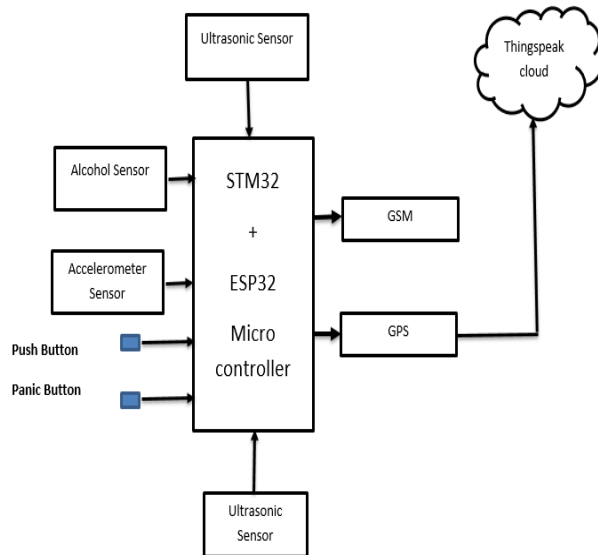 Ultrasonic Sensor
Thingspeak
cloud
Alcohol Sensor
STM32
+
ESP32
Micro
controller
GSM
Accelerometer
Sensor
GPS
Push Button
Panic Button
Ultrasonic
Sensor